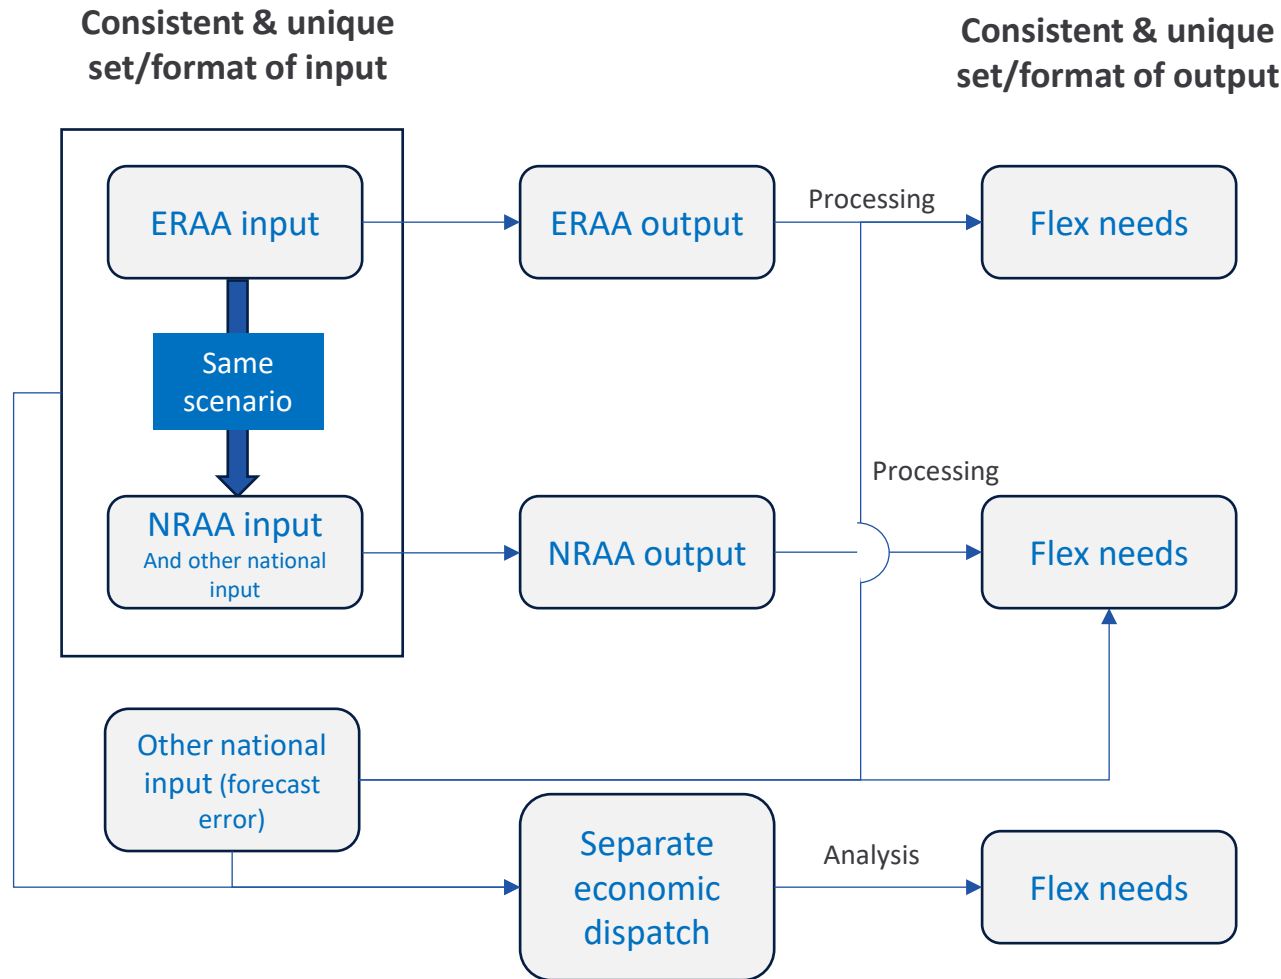 Consistent & unique
set/format of input
Consistent & unique
set/format of output
ERAA input
ERAA output
Processing
Flex needs
Same
scenario
Processing
NRAA input
And other national
input
NRAA output
Flex needs
Other national
input (forecast
error)
Separate
economic
dispatch
Analysis
Flex needs